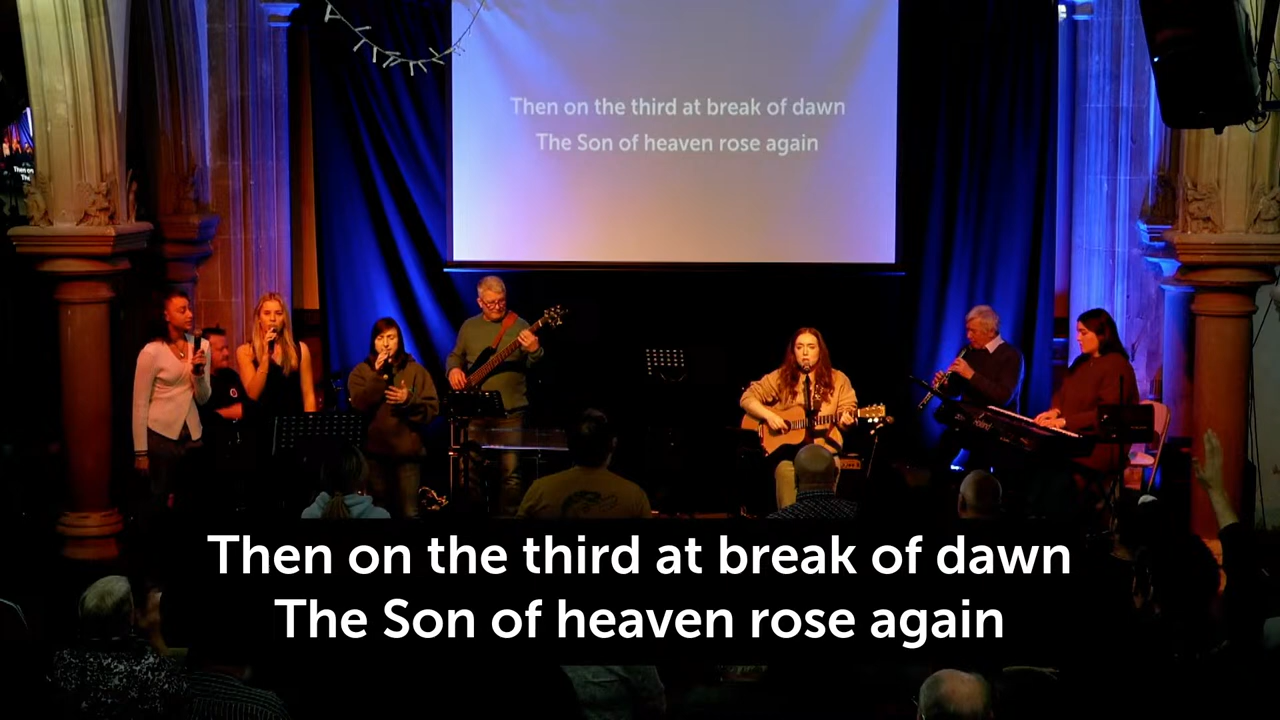 Then on the third at break of dawn
The Son of heaven rose again
Then on the third at break of dawn
The Son of heaven rose again